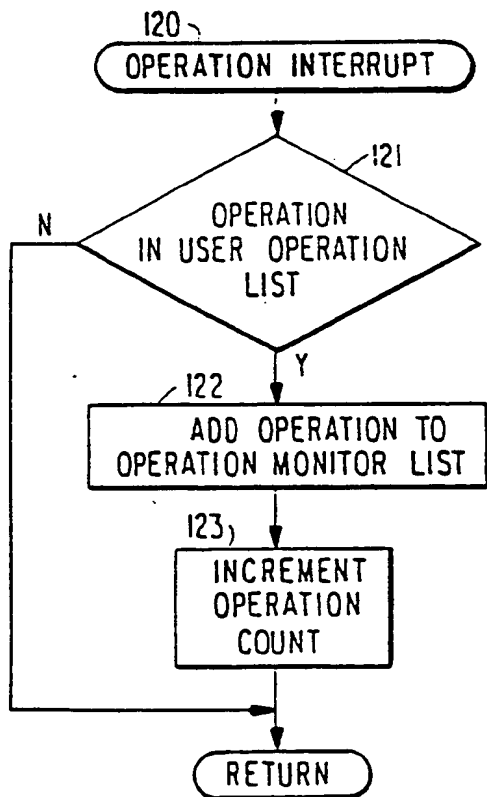 120
OPERATION INTERRUPT
121
OPERATION
IN USER OPERATION
LIST
N
Y
122
ADD OPERATION TO
OPERATION MONITOR LIST
123
INCREMENT
OPERATION
COUNT
RETURN